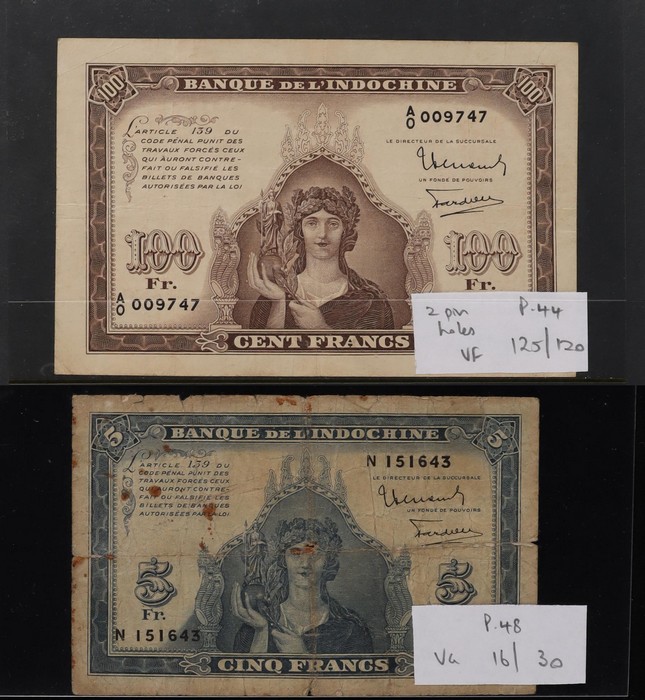 100
100
BANQUE DE L'INDOCHINE
A/0 009747
L'ARTICLE 139 DU
CODE PÉNAL PUNIT DES
TRAVAUX FORCÉS CEUX
QUI AURONT CONTRE-
FAIT OU FALSIFIÉ LES
BILLETS DE BANQUES
AUTORISÉES PAR LA LOI
LE DIRECTEUR DE LA SUCCURSALE
UN FONDÉ DE POUVOIRS
100
Fr.
100
Fr.
A/0 009747
CENT FRANCS
2 pin
holes
VF
P.44
125/120
5
5
BANQUE DE L'INDOCHINE
N 151643
L'ARTICLE 139 DU
CODE PÉNAL PUNIT DES
TRAVAUX FORCÉS CEUX
QUI AURONT CONTRE-
FAIT OU FALSIFIÉ LES
BILLETS DE BANQUES
AUTORISÉES PAR LA LOI
LE DIRECTEUR DE LA SUCCURSALE
UN FONDÉ DE POUVOIRS
5
Fr.
5
N 151643
CINQ FRANCS
P.48
VG 16/30